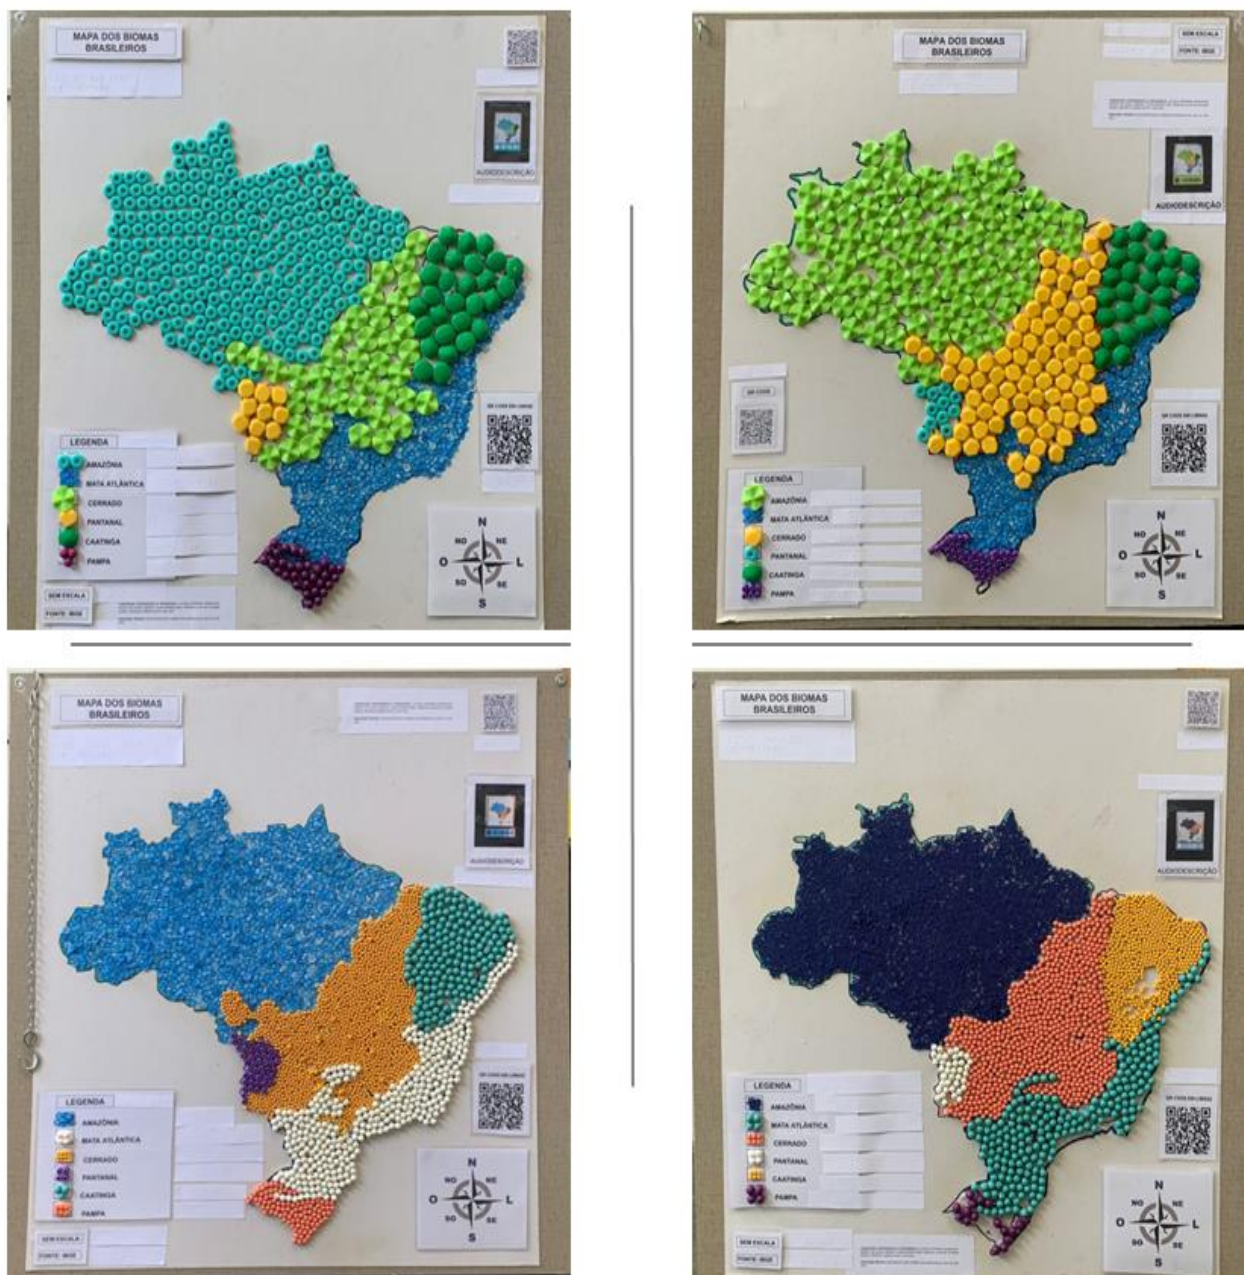 MAPA DOS BIOMAS
BRASILEIROS
AUDIODESCRIÇÃO
QR CODE EM LIBRAS
LEGENDA
AMAZÔNIA
MATA ATLÂNTICA
CERRADO
PANTANAL
CAATINGA
PAMPA
SEM ESCALA
FONTE: IBGE
N
NO
NE
O
L
SO
SE
S
MAPA DOS BIOMAS
BRASILEIROS
SEM ESCALA
FONTE: IBGE
AUDIODESCRIÇÃO
QR CODE
QR CODE EM LIBRAS
LEGENDA
AMAZÔNIA
MATA ATLÂNTICA
CERRADO
PANTANAL
CAATINGA
PAMPA
N
NO
NE
O
L
SO
SE
S
MAPA DOS BIOMAS
BRASILEIROS
AUDIODESCRIÇÃO
QR CODE EM LIBRAS
LEGENDA
AMAZÔNIA
MATA ATLÂNTICA
CERRADO
PANTANAL
CAATINGA
PAMPA
SEM ESCALA
FONTE: IBGE
N
NO
NE
O
L
SO
SE
S
MAPA DOS BIOMAS
BRASILEIROS
AUDIODESCRIÇÃO
QR CODE EM LIBRAS
LEGENDA
AMAZÔNIA
MATA ATLÂNTICA
CERRADO
PANTANAL
CAATINGA
PAMPA
SEM ESCALA
FONTE: IBGE
N
NO
NE
O
L
SO
SE
S